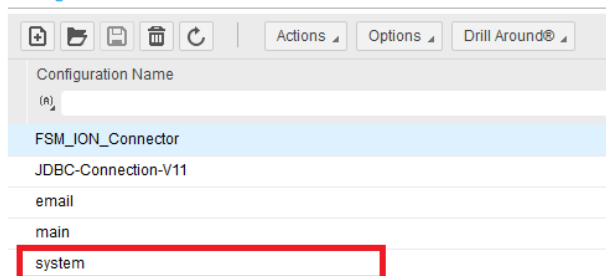 Actions Options Drill Around®
Configuration Name
(A)
FSM_ION_Connector
JDBC-Connection-V11
email
main
system